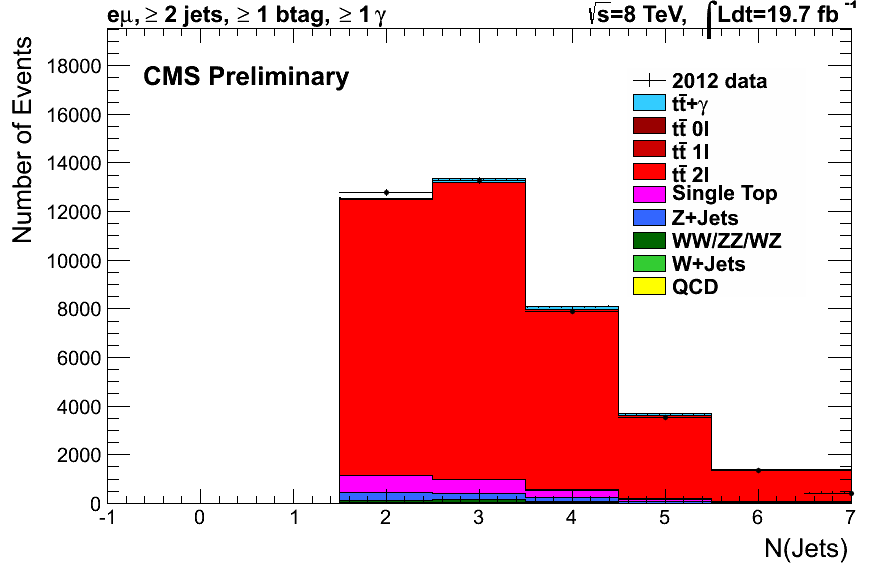 eμ, ≥ 2 jets, ≥ 1 btag, ≥ 1 γ
√s=8 TeV, ∫Ldt=19.7 fb⁻¹
CMS Preliminary
2012 data
tt̄+γ
tt̄ 0l
tt̄ 1l
tt̄ 2l
Single Top
Z+Jets
WW/ZZ/WZ
W+Jets
QCD
Number of Events
18000
16000
14000
12000
10000
8000
6000
4000
2000
0
-1 0 1 2 3 4 5 6 7
N(Jets)